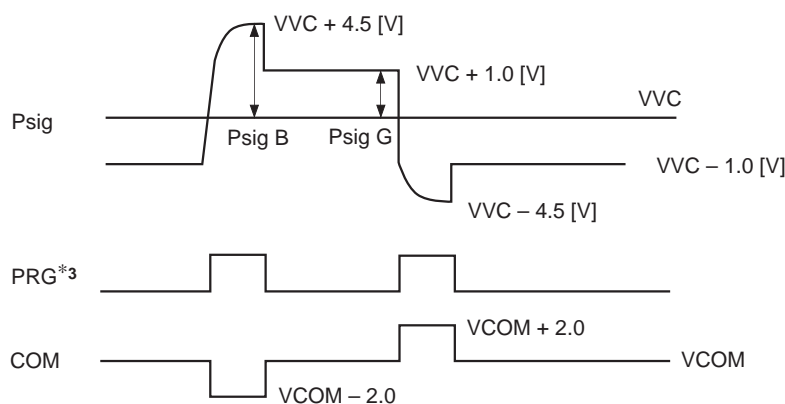 VVC + 4.5 [V]
VVC + 1.0 [V]
VVC
Psig
Psig B
Psig G
VVC – 1.0 [V]
VVC – 4.5 [V]
PRG*3
VCOM + 2.0
COM
VCOM
VCOM – 2.0